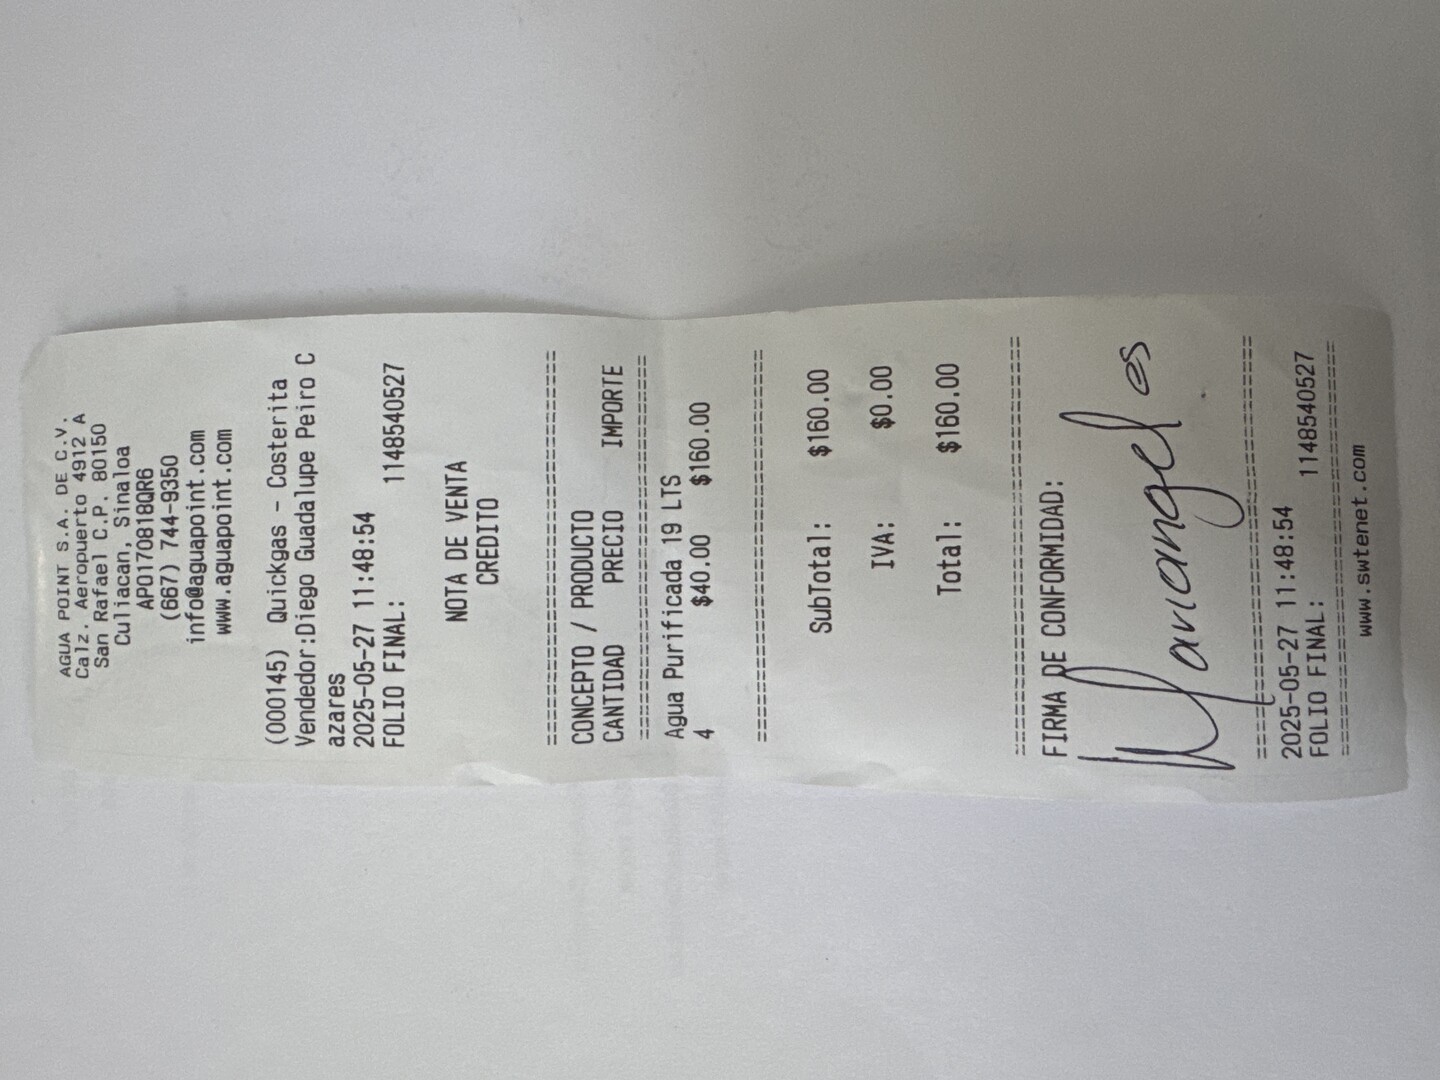 AGUA POINT S.A. DE C.V.
Calz. Aeropuerto 4912 A
San Rafael C.P. 80150
Culiacan, Sinaloa
APO170818QR6
(667) 744-9350
info@aguapoint.com
www.aguapoint.com
(000145) Quickgas - Costerita
Vendedor:Diego Guadalupe Peiro C
azares
2025-05-27 11:48:54
FOLIO FINAL: 1148540527
NOTA DE VENTA
CREDITO
================================
CONCEPTO / PRODUCTO
CANTIDAD PRECIO IMPORTE
================================
Agua Purificada 19 LTS
4 $40.00 $160.00
================================
SubTotal: $160.00
IVA: $0.00
Total: $160.00
================================
FIRMA DE CONFORMIDAD:
Mariangeles
================================
2025-05-27 11:48:54
FOLIO FINAL: 1148540527
================================
www.swtenet.com